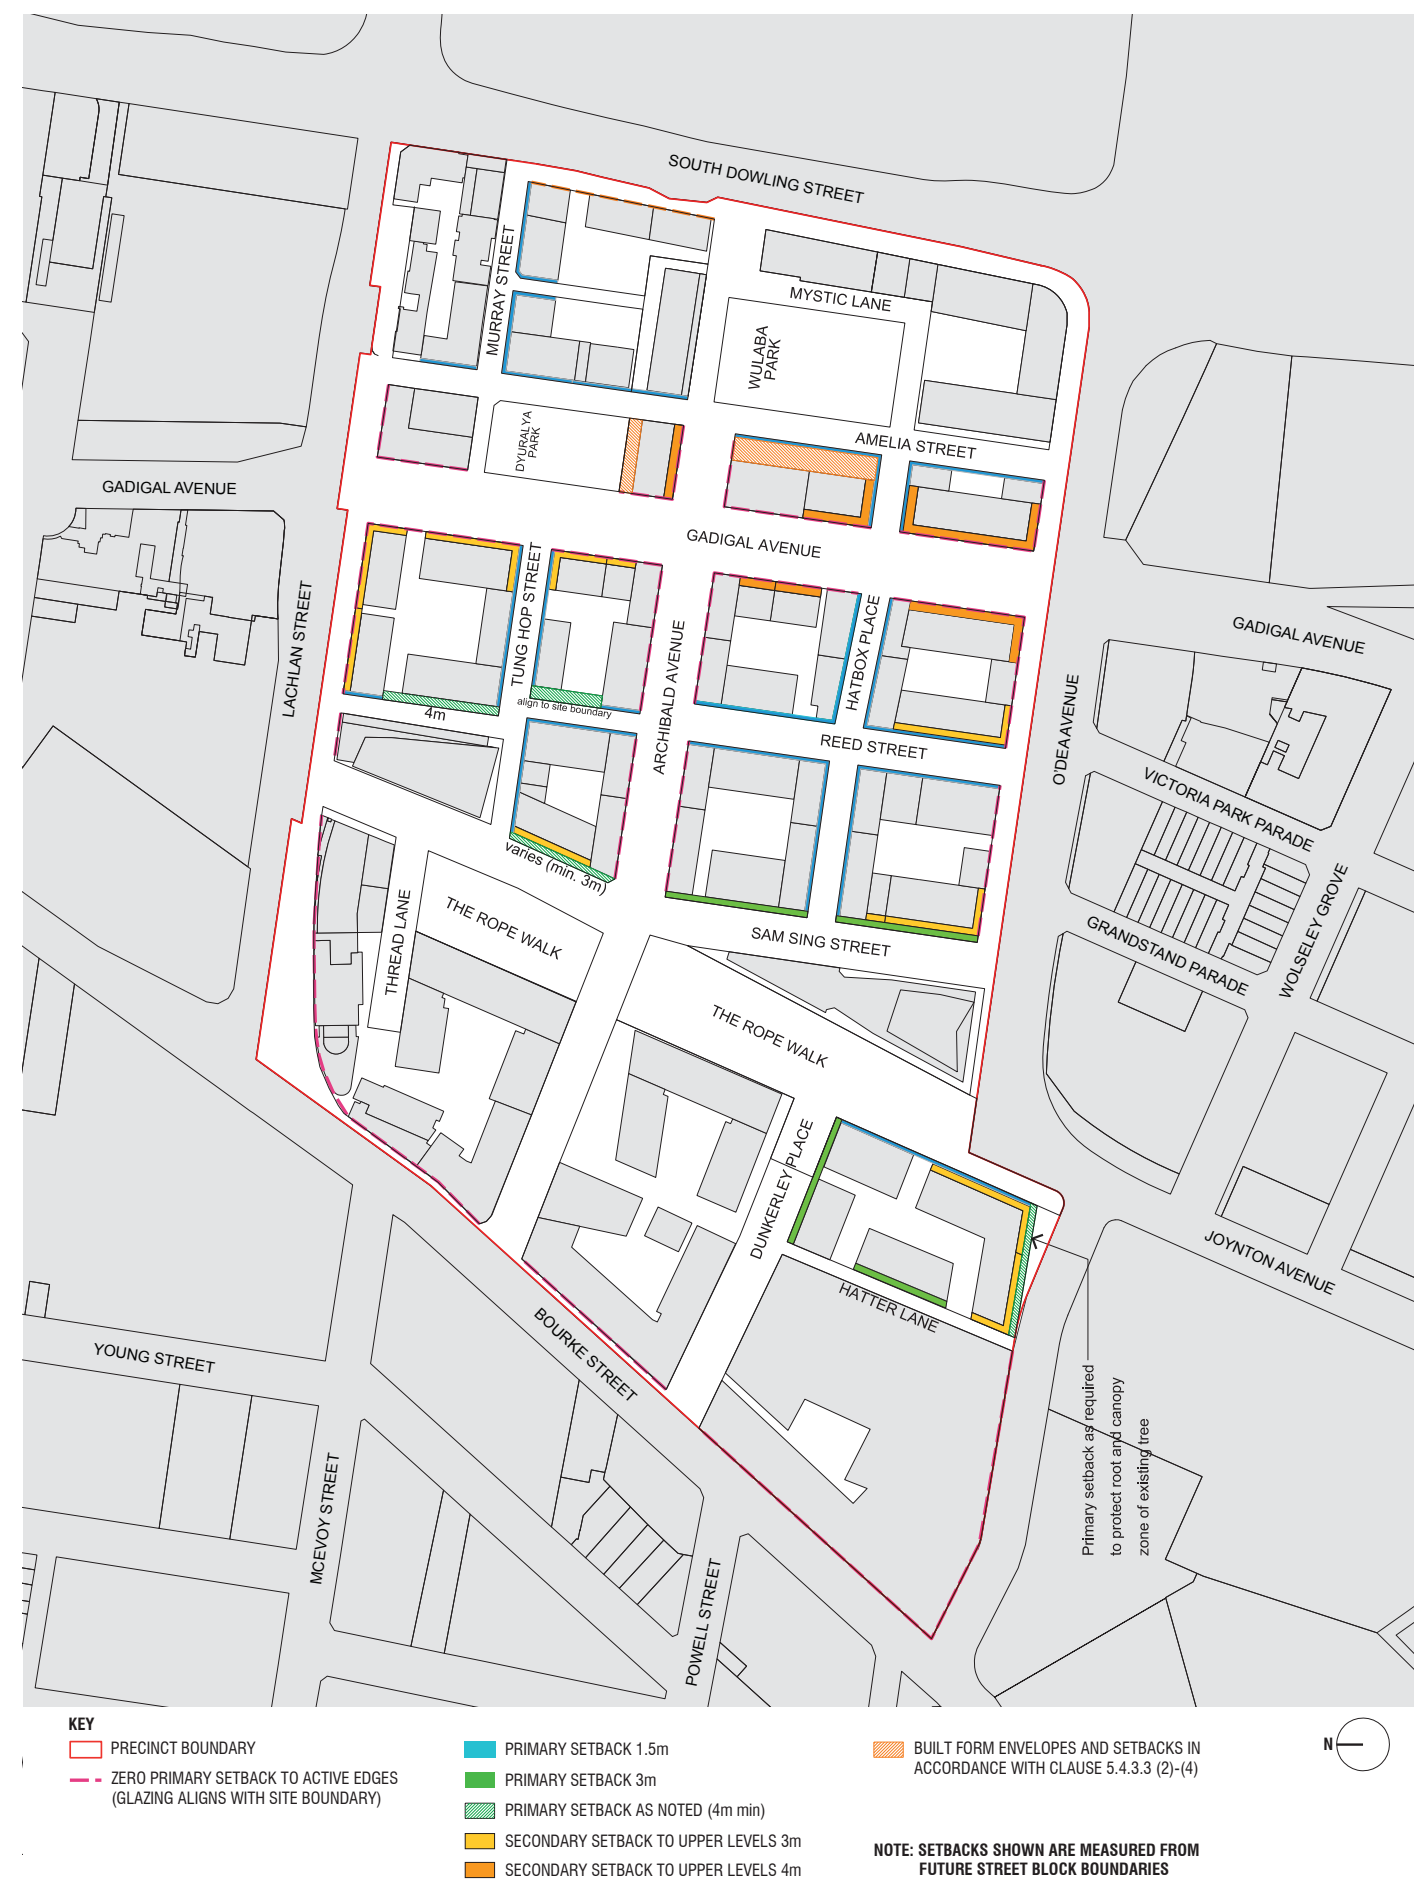 SOUTH DOWLING STREET
MURRAY STREET
MYSTIC LANE
WULABA
PARK
DYURALYA
PARK
AMELIA STREET
GADIGAL AVENUE
GADIGAL AVENUE
LACHLAN STREET
TUNG HOP STREET
HATBOX PLACE
GADIGAL AVENUE
ARCHIBALD AVENUE
O'DEA AVENUE
4m
align to site boundary
REED STREET
VICTORIA PARK PARADE
varies (min. 3m)
THREAD LANE
THE ROPE WALK
SAM SING STREET
GRANDSTAND PARADE
WOLSELEY GROVE
THE ROPE WALK
DUNKERLEY PLACE
JOYNTON AVENUE
HATTER LANE
BOURKE STREET
YOUNG STREET
Primary setback as required
to protect root and canopy
zone of existing tree
MCEVOY STREET
POWELL STREET
KEY
PRECINCT BOUNDARY
ZERO PRIMARY SETBACK TO ACTIVE EDGES
(GLAZING ALIGNS WITH SITE BOUNDARY)
PRIMARY SETBACK 1.5m
PRIMARY SETBACK 3m
PRIMARY SETBACK AS NOTED (4m min)
SECONDARY SETBACK TO UPPER LEVELS 3m
SECONDARY SETBACK TO UPPER LEVELS 4m
BUILT FORM ENVELOPES AND SETBACKS IN
ACCORDANCE WITH CLAUSE 5.4.3.3 (2)-(4)
N
NOTE: SETBACKS SHOWN ARE MEASURED FROM
FUTURE STREET BLOCK BOUNDARIES